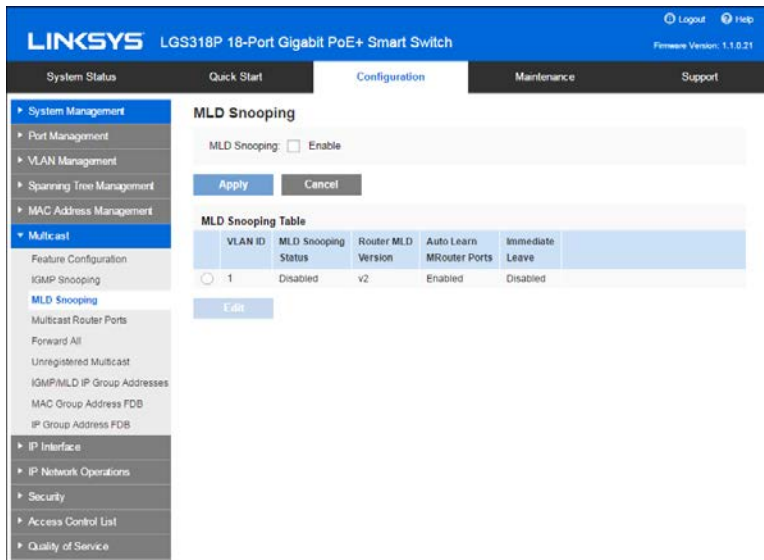 Logout Help
LINKSYS LGS318P 18-Port Gigabit PoE+ Smart Switch
Firmware Version: 1.1.0.21
System Status Quick Start Configuration Maintenance Support
System Management
Port Management
VLAN Management
Spanning Tree Management
MAC Address Management
Multicast
Feature Configuration
IGMP Snooping
MLD Snooping
Multicast Router Ports
Forward All
Unregistered Multicast
IGMP/MLD IP Group Addresses
MAC Group Address FDB
IP Group Address FDB
IP Interface
IP Network Operations
Security
Access Control List
Quality of Service
MLD Snooping
MLD Snooping: Enable
Apply Cancel
MLD Snooping Table
VLAN ID MLD Snooping Status Router MLD Version Auto Learn MRouter Ports Immediate Leave
1 Disabled v2 Enabled Disabled
Edit